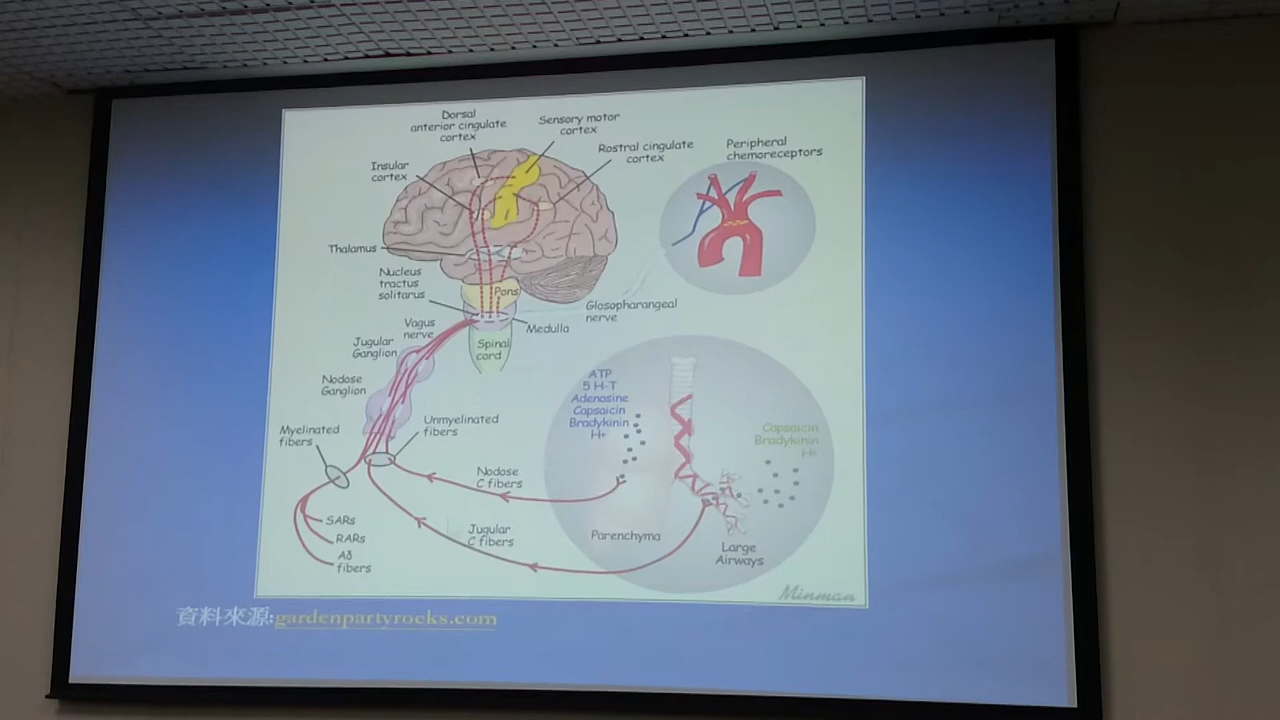 Dorsal
anterior cingulate
cortex
Sensory motor
cortex
Rostral cingulate
cortex
Peripheral
chemoreceptors
Insular
cortex
Thalamus
Nucleus
tractus
solitarus
Pons
Glosopharangeal
nerve
Medulla
Vagus
nerve
Spinal
cord
Jugular
Ganglion
Nodose
Ganglion
Myelinated
fibers
Unmyelinated
fibers
ATP
5 H-T
Adenosine
Capsaicin
Bradykinin
H+
Capsaicin
Bradykinin
H+
Nodose
C fibers
Jugular
C fibers
Parenchyma
Large
Airways
SARs
RARs
Aδ
fibers
Minman
資料來源:gardenpartyrocks.com